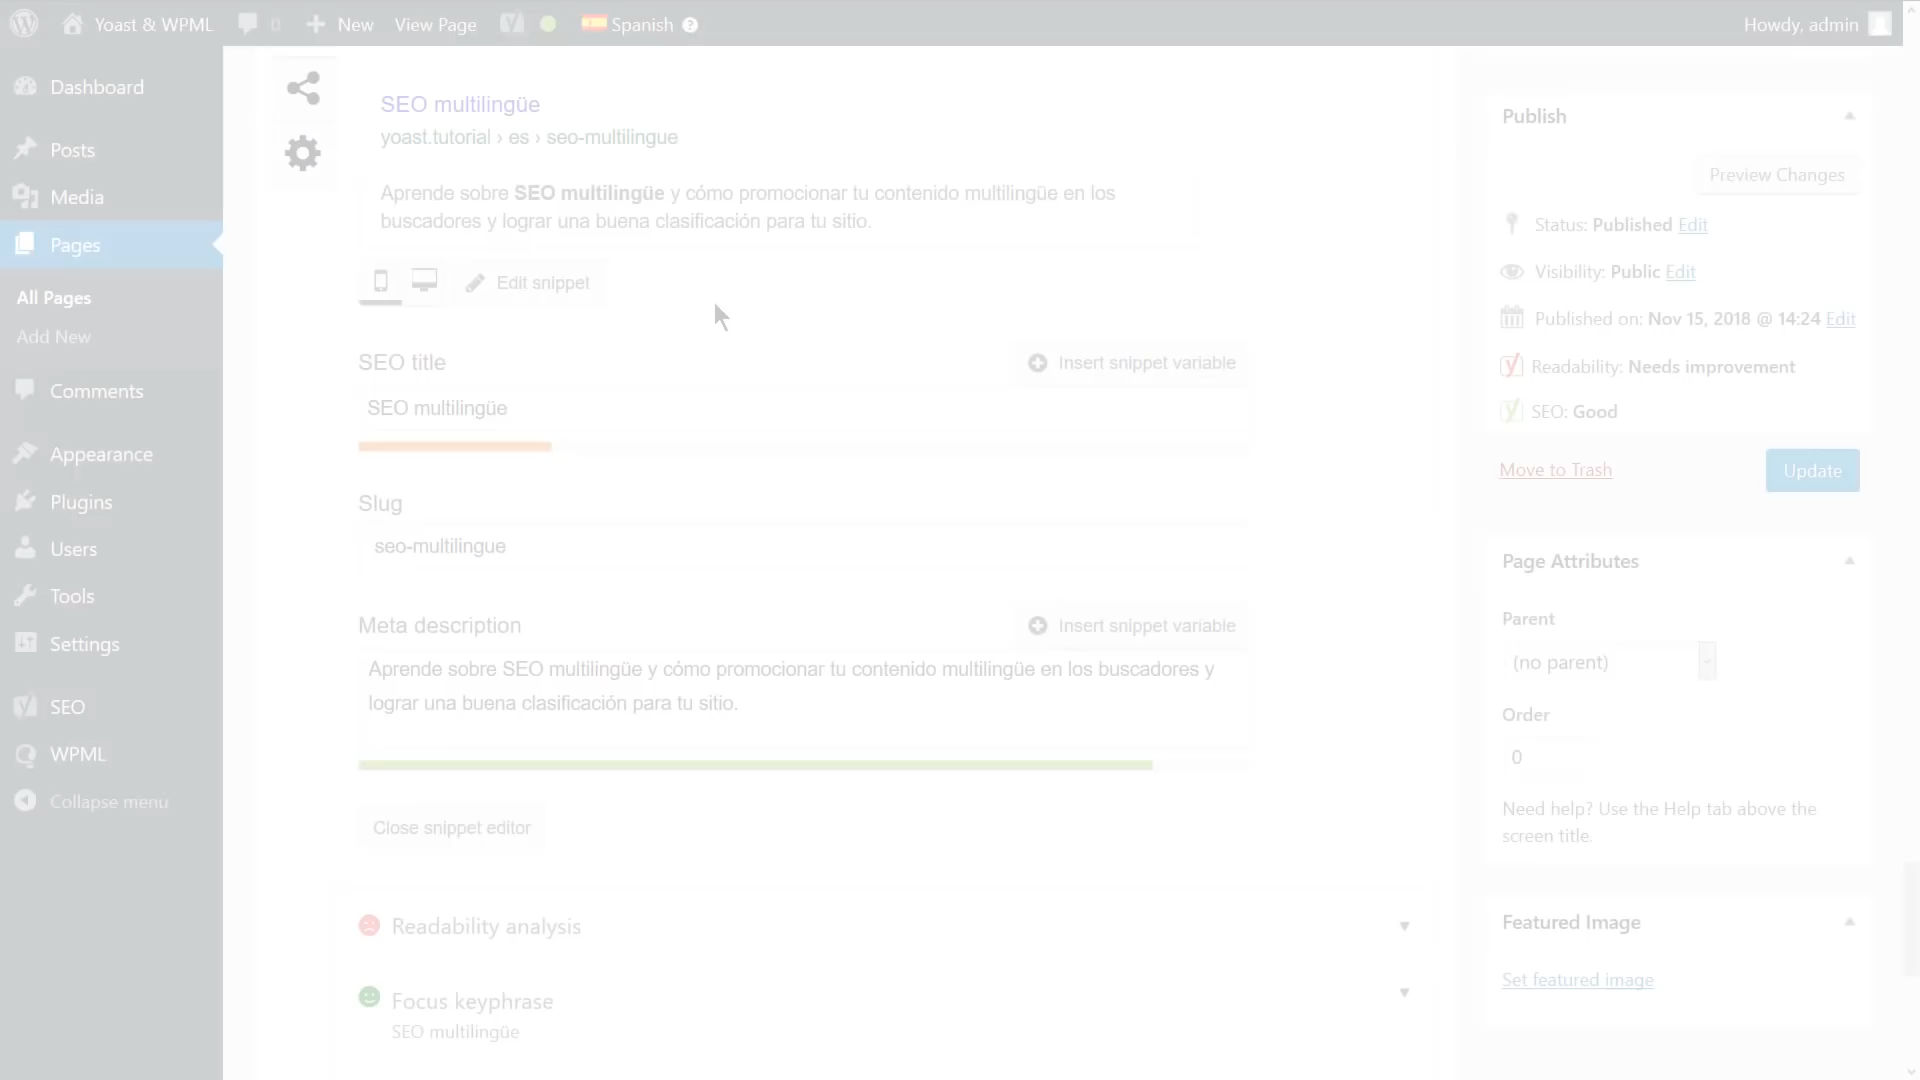 Yoast & WPML 0 New View Page Spanish ? Howdy, admin
Dashboard
Posts
Media
Pages
All Pages
Add New
Comments
Appearance
Plugins
Users
Tools
Settings
SEO
WPML
Collapse menu
SEO multilingüe
yoast.tutorial › es › seo-multilingue
Aprende sobre SEO multilingüe y cómo promocionar tu contenido multilingüe en los
buscadores y lograr una buena clasificación para tu sitio.
Edit snippet
SEO title
Insert snippet variable
SEO multilingüe
Slug
seo-multilingue
Meta description
Insert snippet variable
Aprende sobre SEO multilingüe y cómo promocionar tu contenido multilingüe en los buscadores y
lograr una buena clasificación para tu sitio.
Close snippet editor
Readability analysis
Focus keyphrase
SEO multilingüe
Publish
Preview Changes
Status: Published Edit
Visibility: Public Edit
Published on: Nov 15, 2018 @ 14:24 Edit
Readability: Needs improvement
SEO: Good
Move to Trash
Update
Page Attributes
Parent
(no parent)
Order
0
Need help? Use the Help tab above the
screen title.
Featured Image
Set featured image